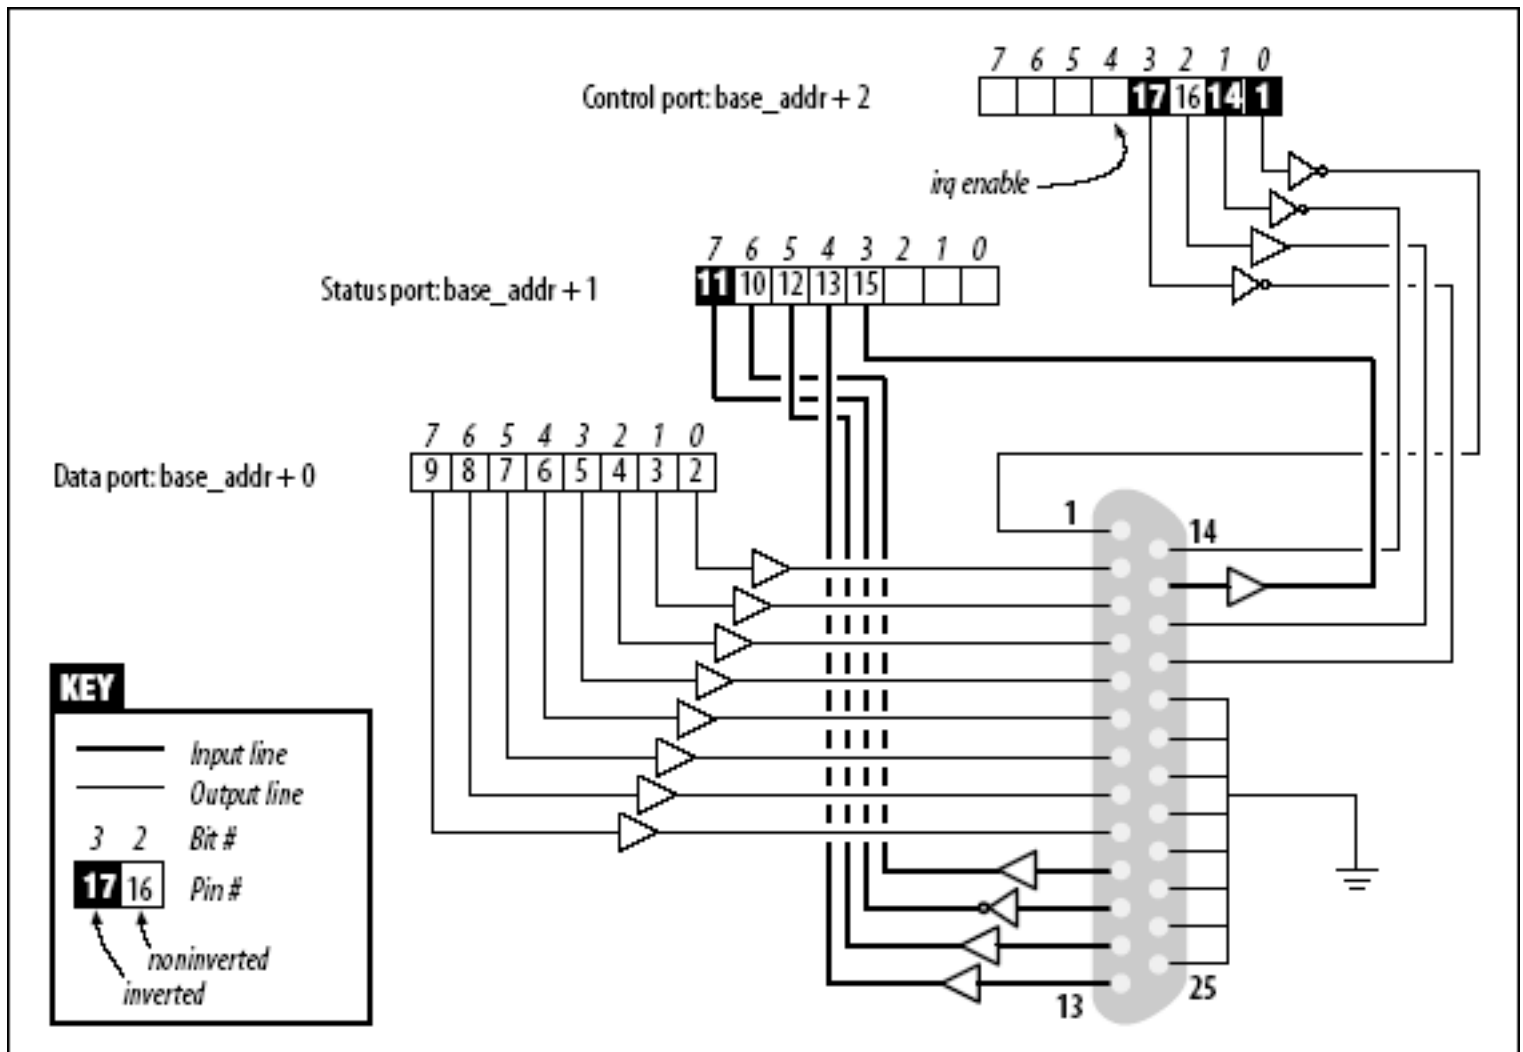 7 6 5 4 3 2 1 0
Control port: base_addr + 2
17 16 14 1
irq enable
7 6 5 4 3 2 1 0
Status port: base_addr + 1
11 10 12 13 15
7 6 5 4 3 2 1 0
Data port: base_addr + 0
9 8 7 6 5 4 3 2
1
14
KEY
Input line
Output line
3 2 Bit #
17 16 Pin #
noninverted
inverted
13
25